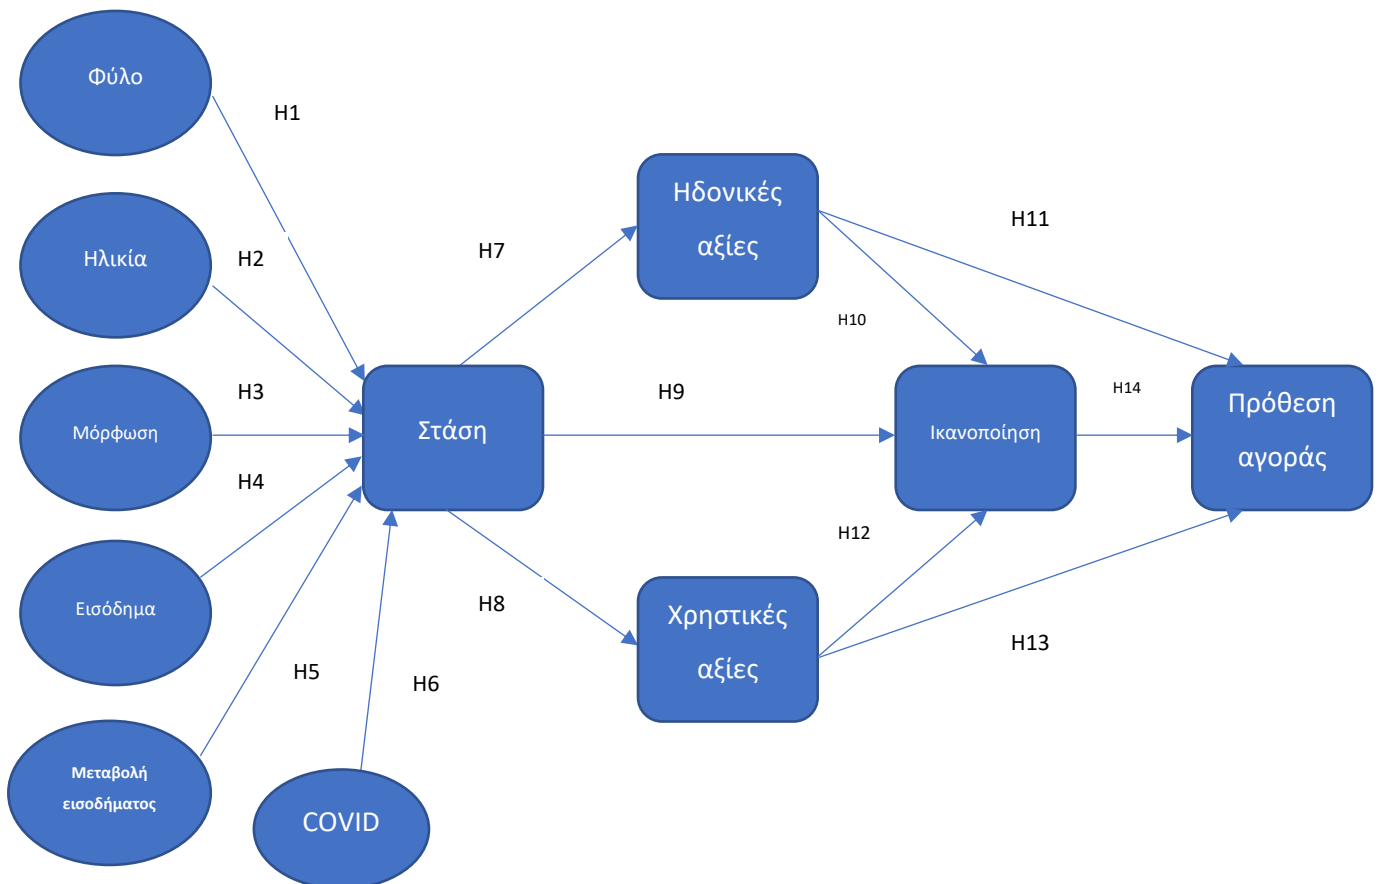 Φύλο
H1
Ηλικία
H2
Μόρφωση
H3
Εισόδημα
H4
Μεταβολή
εισοδήματος
H5
COVID
H6
Στάση
H7
H9
H8
Ηδονικές
αξίες
Χρηστικές
αξίες
H11
H10
H12
H13
Ικανοποίηση
H14
Πρόθεση
αγοράς